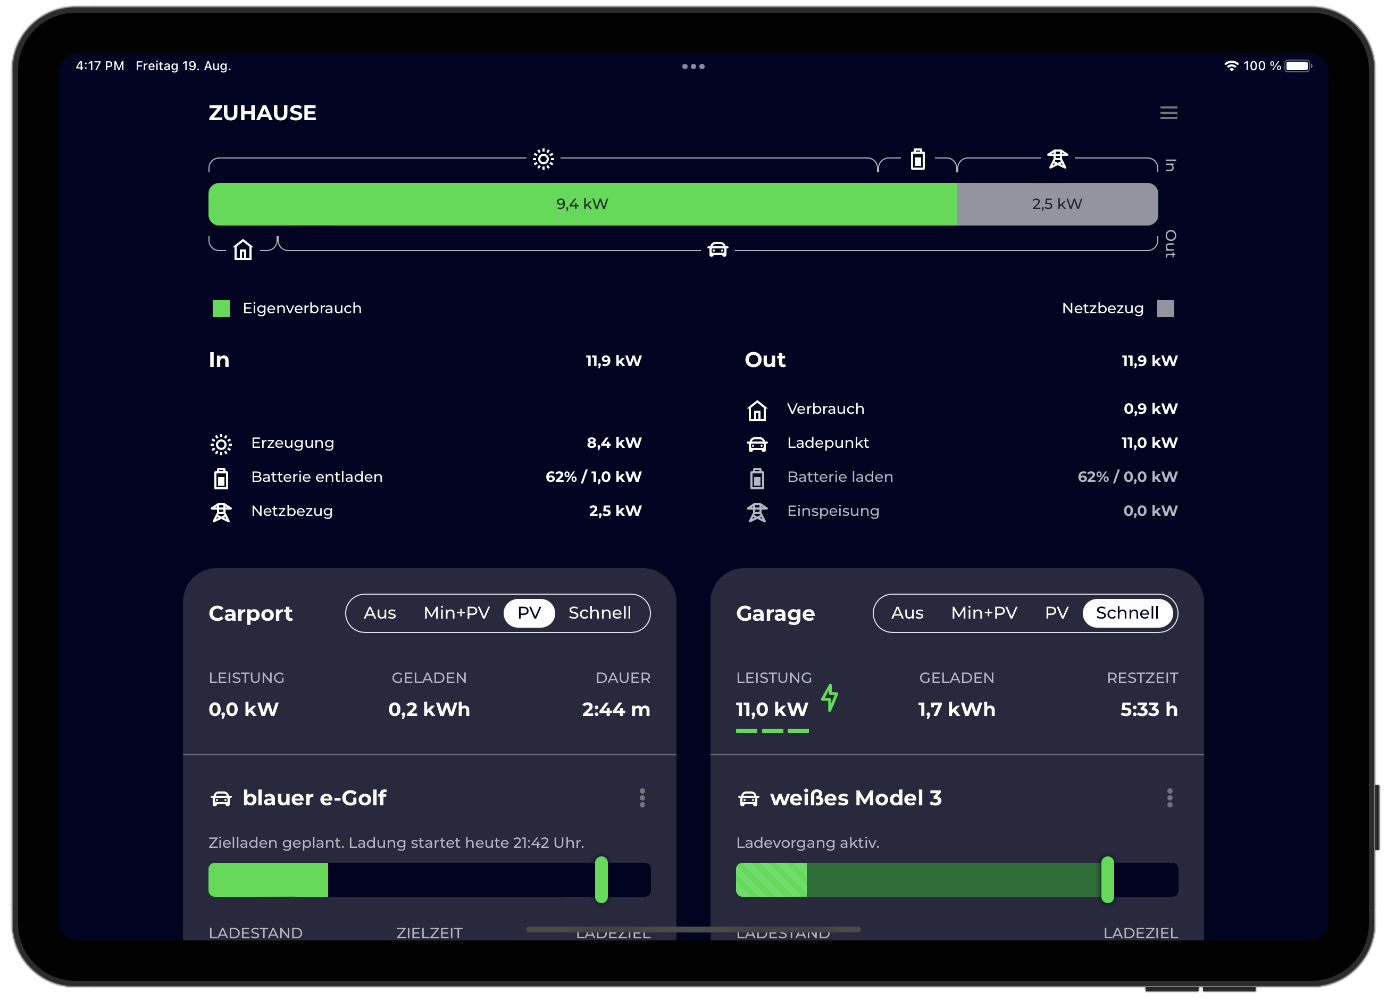 4:17 PM Freitag 19. Aug.
100 %
ZUHAUSE
In
9,4 kW 2,5 kW
Out
Eigenverbrauch Netzbezug
In 11,9 kW
Erzeugung 8,4 kW
Batterie entladen 62% / 1,0 kW
Netzbezug 2,5 kW
Out 11,9 kW
Verbrauch 0,9 kW
Ladepunkt 11,0 kW
Batterie laden 62% / 0,0 kW
Einspeisung 0,0 kW
Carport Aus Min+PV PV Schnell
LEISTUNG GELADEN DAUER
0,0 kW 0,2 kWh 2:44 m
blauer e-Golf
Zielladen geplant. Ladung startet heute 21:42 Uhr.
LADESTAND ZIELZEIT LADEZIEL
Garage Aus Min+PV PV Schnell
LEISTUNG GELADEN RESTZEIT
11,0 kW 1,7 kWh 5:33 h
weißes Model 3
Ladevorgang aktiv.
LADESTAND LADEZIEL